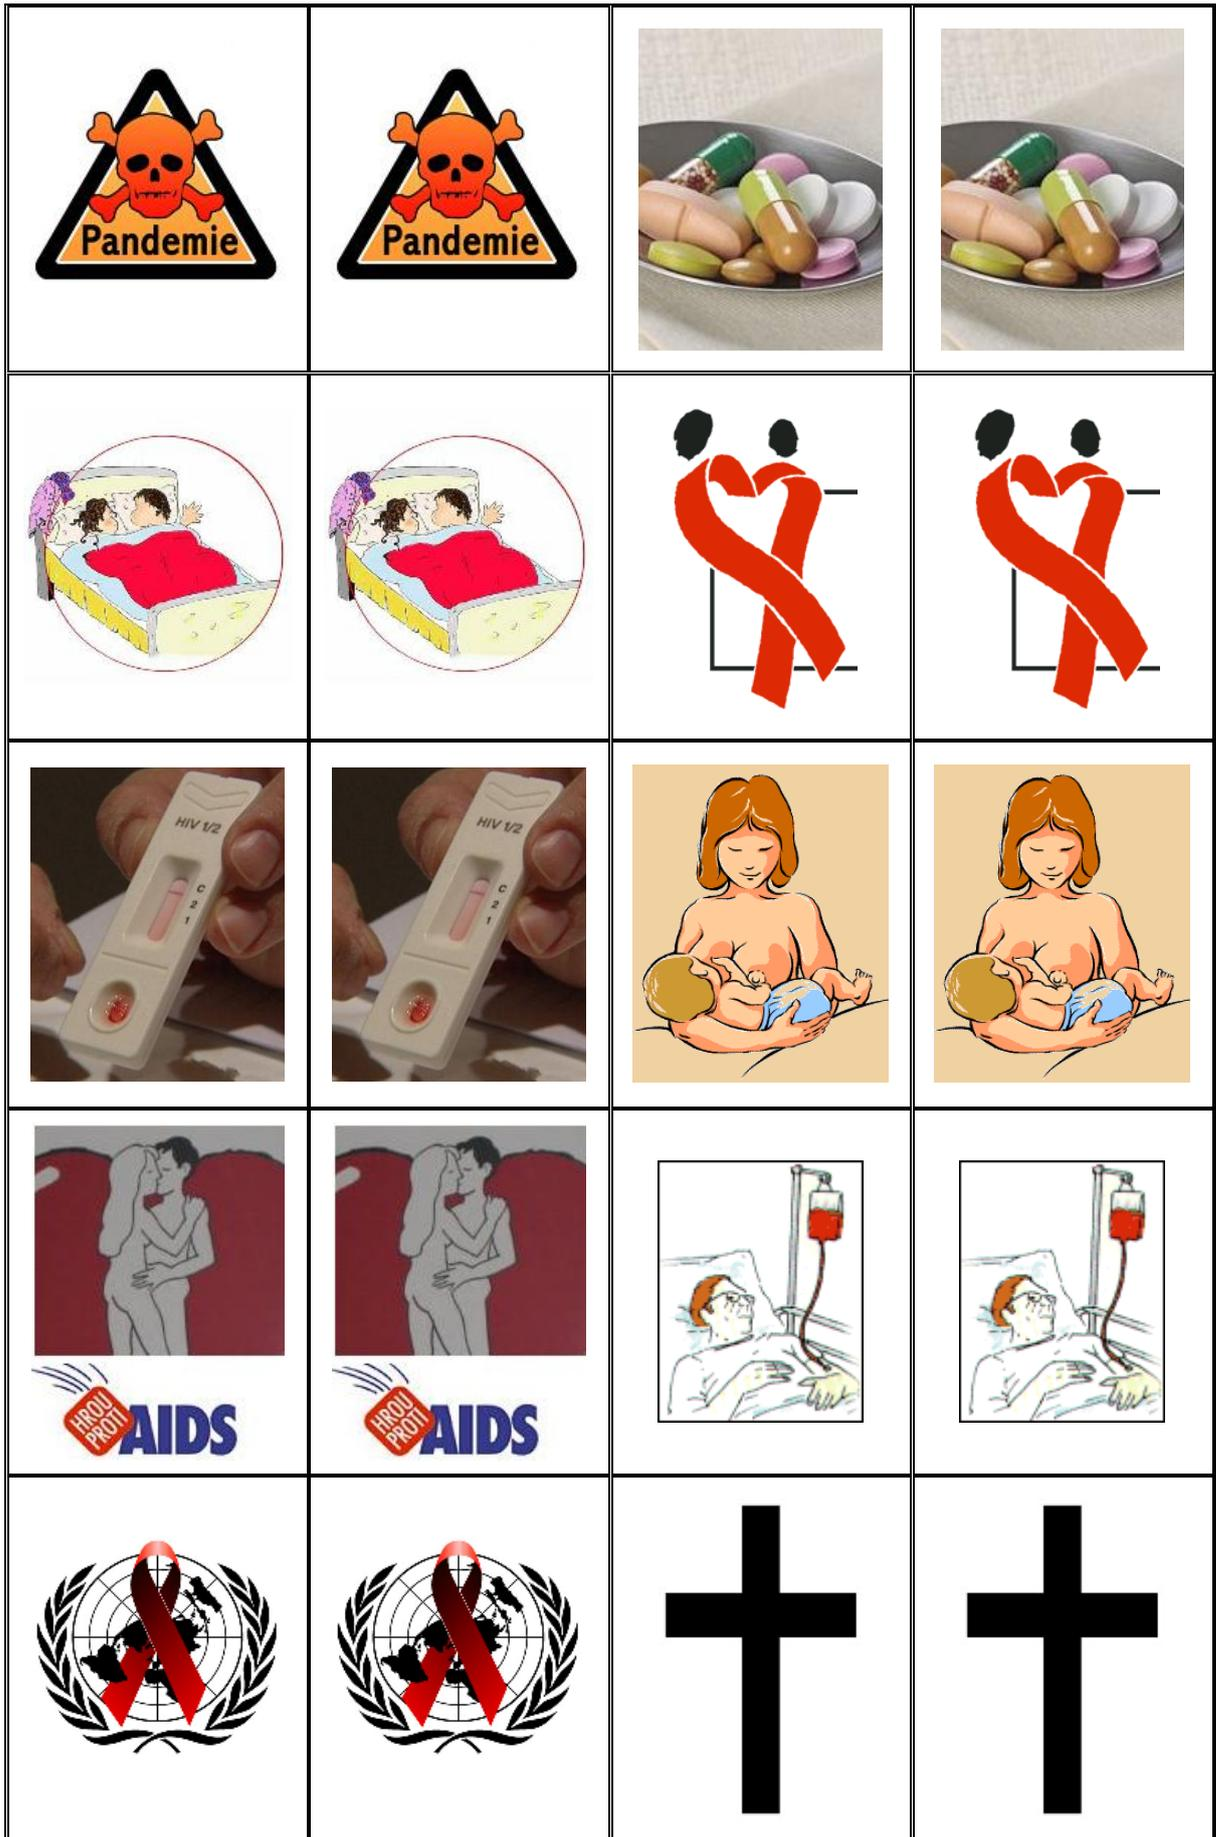 Pandemie
Pandemie
HIV 1/2
C
2
1
HIV 1/2
C
2
1
HROU
PROTI
AIDS
HROU
PROTI
AIDS